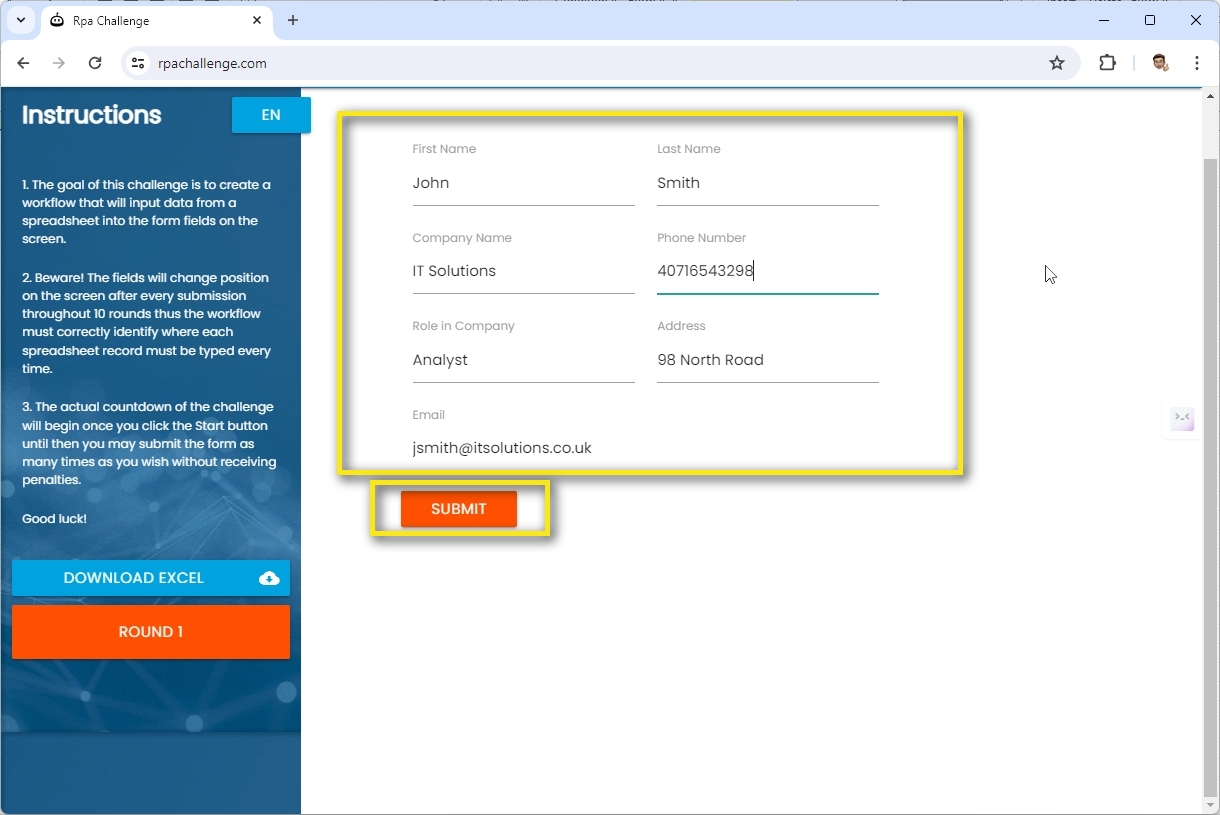 Rpa Challenge
rpachallenge.com
Instructions
EN
1. The goal of this challenge is to create a
workflow that will input data from a
spreadsheet into the form fields on the
screen.
2. Beware! The fields will change position
on the screen after every submission
throughout 10 rounds thus the workflow
must correctly identify where each
spreadsheet record must be typed every
time.
3. The actual countdown of the challenge
will begin once you click the Start button
until then you may submit the form as
many times as you wish without receiving
penalties.
Good luck!
DOWNLOAD EXCEL
ROUND 1
First Name
Last Name
John
Smith
Company Name
Phone Number
IT Solutions
40716543298
Role in Company
Address
Analyst
98 North Road
Email
jsmith@itsolutions.co.uk
SUBMIT